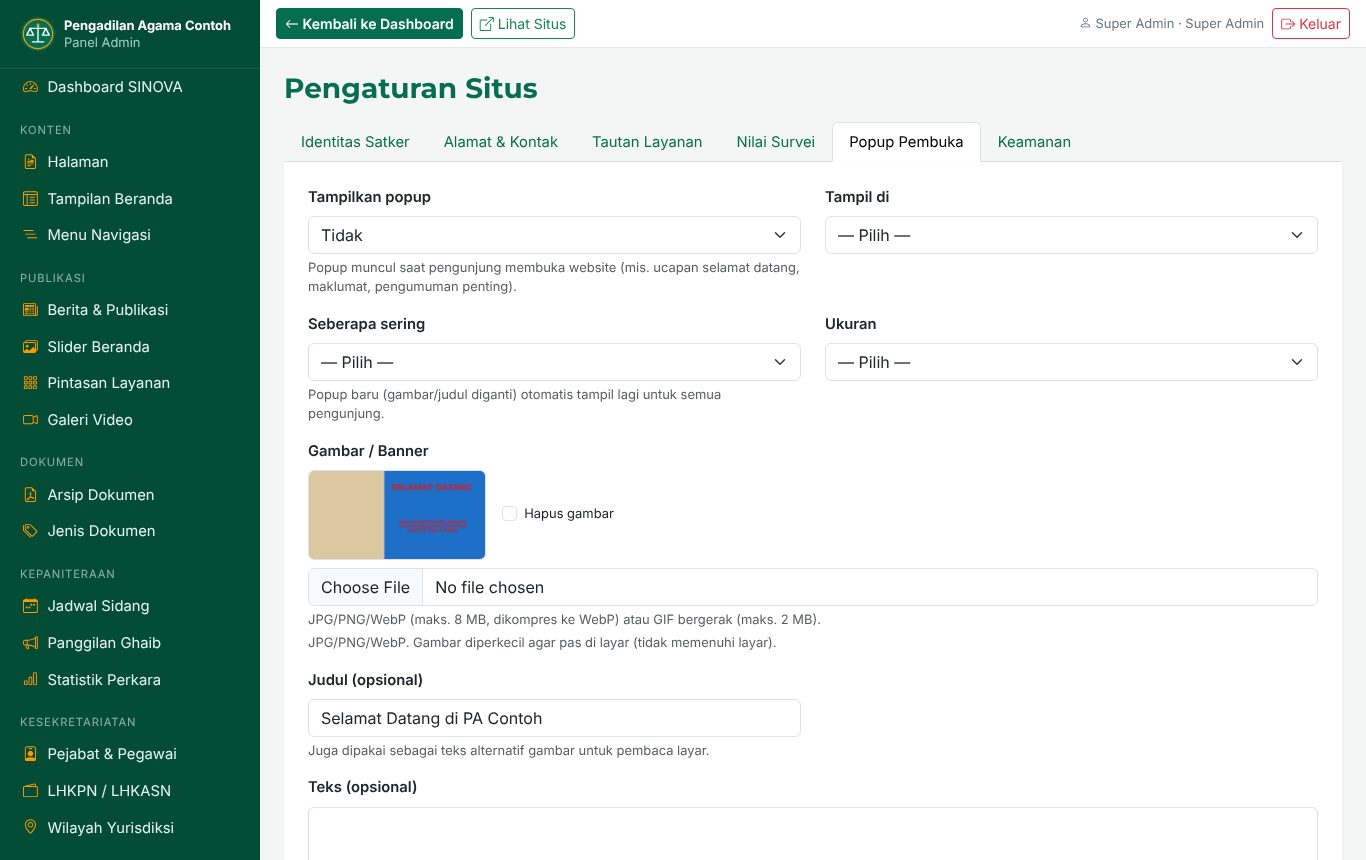 Pengadilan Agama Contoh
Panel Admin
← Kembali ke Dashboard
Lihat Situs
Super Admin · Super Admin
Keluar
Dashboard SINOVA
KONTEN
Halaman
Tampilan Beranda
Menu Navigasi
PUBLIKASI
Berita & Publikasi
Slider Beranda
Pintasan Layanan
Galeri Video
DOKUMEN
Arsip Dokumen
Jenis Dokumen
KEPANITERAAN
Jadwal Sidang
Panggilan Ghaib
Statistik Perkara
KESEKRETARIATAN
Pejabat & Pegawai
LHKPN / LHKASN
Wilayah Yurisdiksi
Pengaturan Situs
Identitas Satker
Alamat & Kontak
Tautan Layanan
Nilai Survei
Popup Pembuka
Keamanan
Tampilkan popup
Tidak
Popup muncul saat pengunjung membuka website (mis. ucapan selamat datang,
maklumat, pengumuman penting).
Tampil di
— Pilih —
Seberapa sering
— Pilih —
Popup baru (gambar/judul diganti) otomatis tampil lagi untuk semua
pengunjung.
Ukuran
— Pilih —
Gambar / Banner
SELAMAT DATANG
Hapus gambar
Choose File
No file chosen
JPG/PNG/WebP (maks. 8 MB, dikompres ke WebP) atau GIF bergerak (maks. 2 MB).
JPG/PNG/WebP. Gambar diperkecil agar pas di layar (tidak memenuhi layar).
Judul (opsional)
Selamat Datang di PA Contoh
Juga dipakai sebagai teks alternatif gambar untuk pembaca layar.
Teks (opsional)